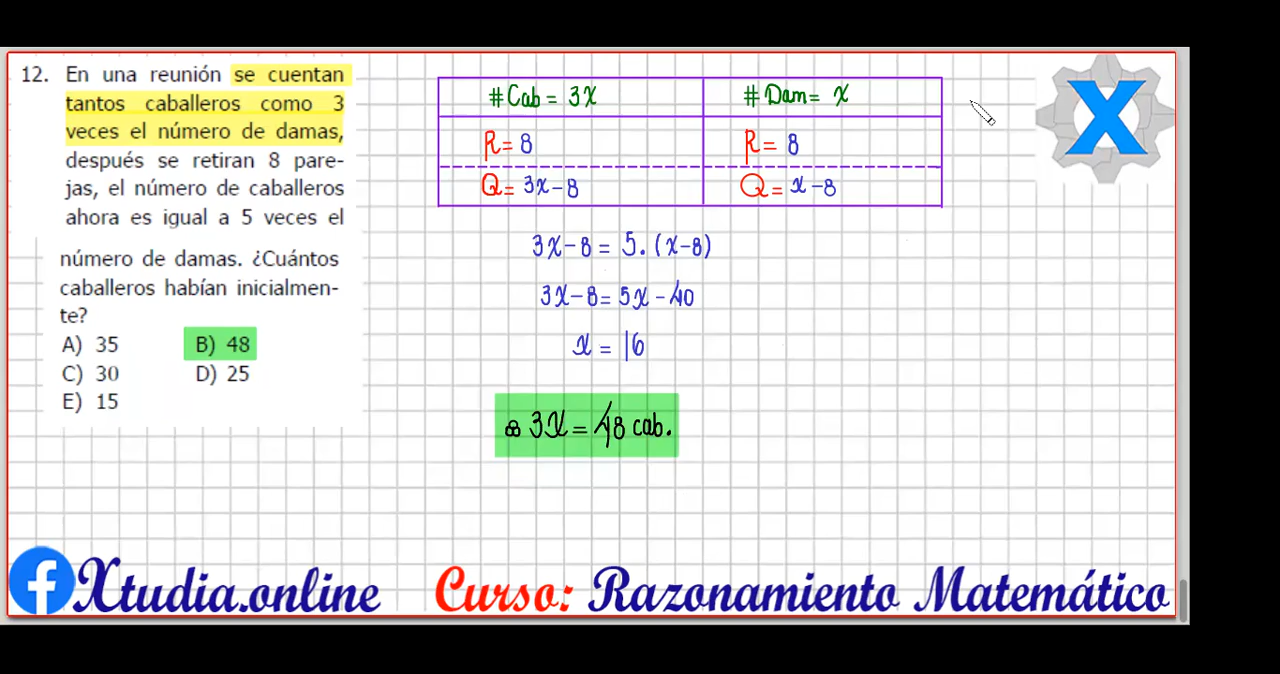 12. En una reunión se cuentan
tantos caballeros como 3
veces el número de damas,
después se retiran 8 pare-
jas, el número de caballeros
ahora es igual a 5 veces el
número de damas. ¿Cuántos
caballeros habían inicialmen-
te?
A) 35 B) 48
C) 30 D) 25
E) 15
#Cab = 3x #Dam = x
R = 8 R = 8
Q = 3x - 8 Q = x - 8
3x - 8 = 5. (x - 8)
3x - 8 = 5x - 40
x = 16
3x = 48 cab.
X
f Xtudia.online Curso: Razonamiento Matemático